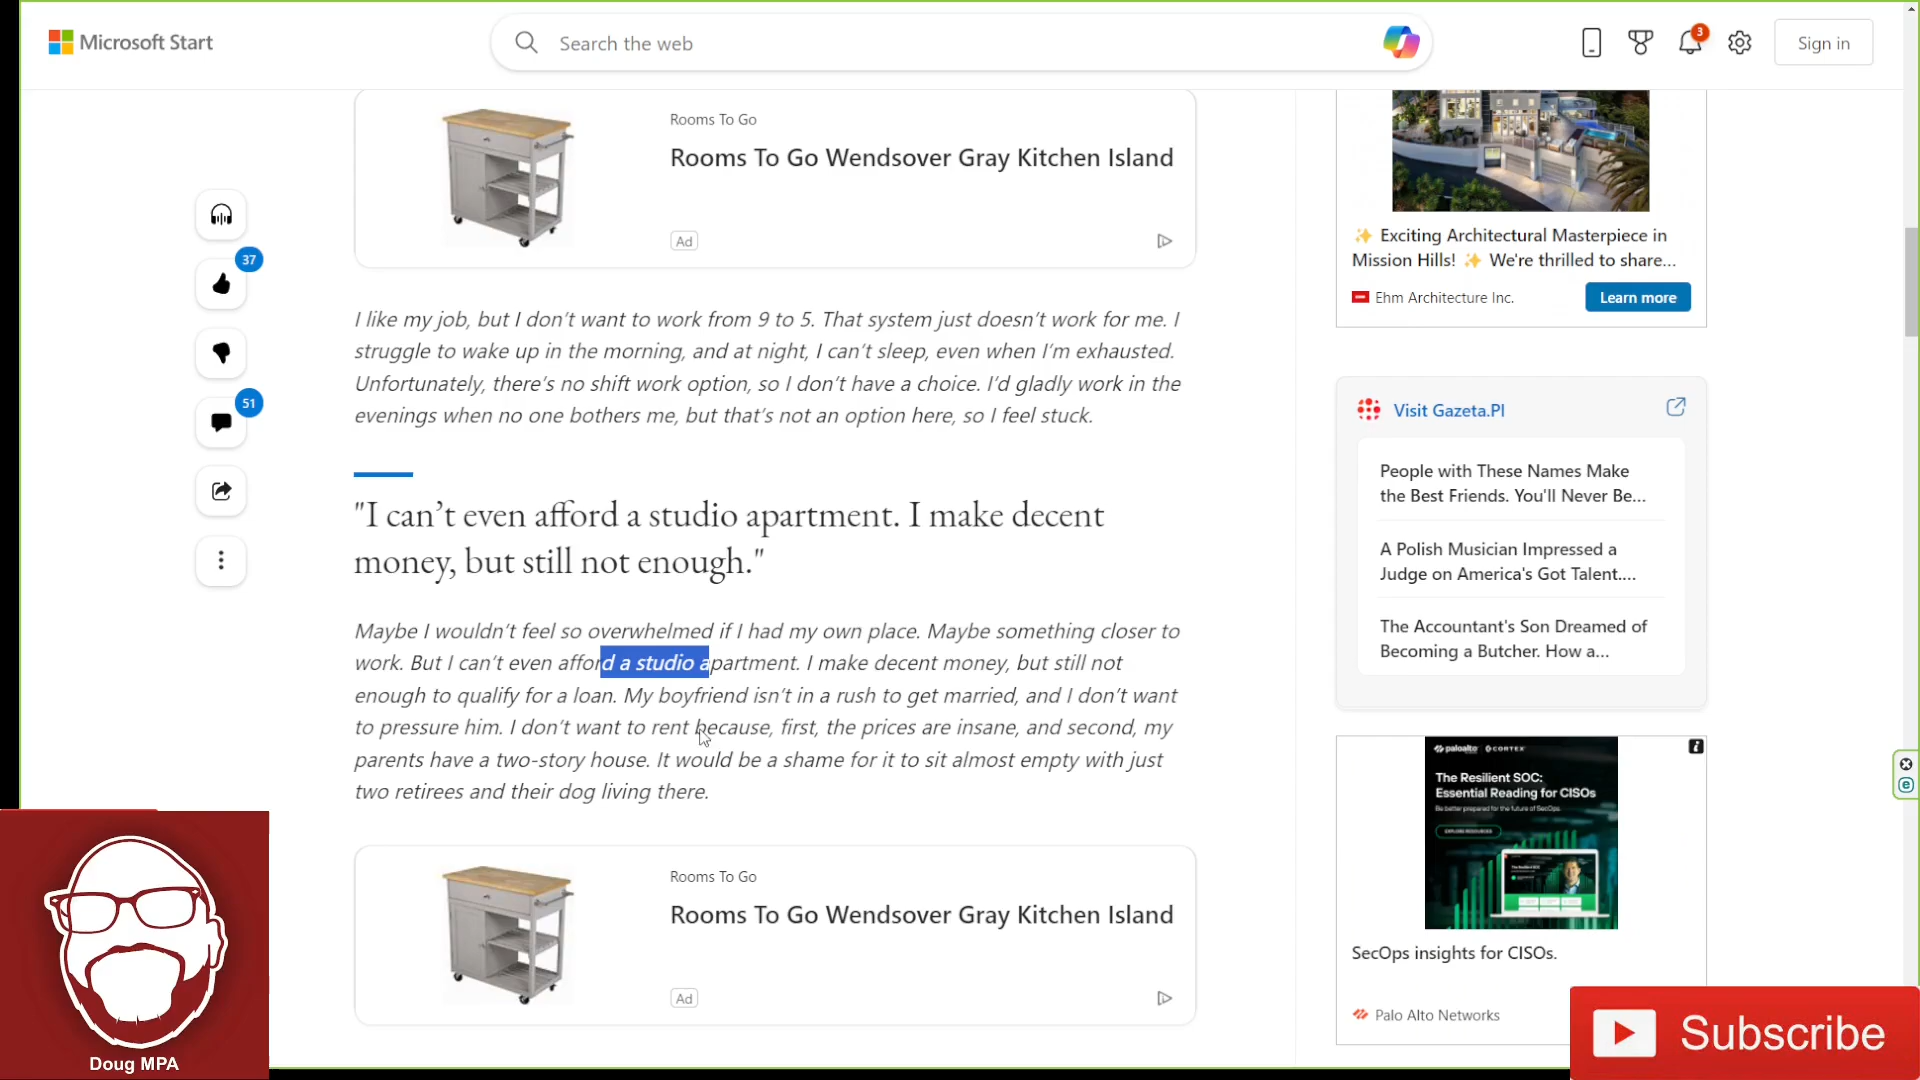 Microsoft Start
Search the web
3
Sign in
Rooms To Go
Rooms To Go Wendsover Gray Kitchen Island
Ad
37
51
I like my job, but I don't want to work from 9 to 5. That system just doesn't work for me. I
struggle to wake up in the morning, and at night, I can't sleep, even when I'm exhausted.
Unfortunately, there's no shift work option, so I don't have a choice. I'd gladly work in the
evenings when no one bothers me, but that's not an option here, so I feel stuck.
"I can't even afford a studio apartment. I make decent
money, but still not enough."
Maybe I wouldn't feel so overwhelmed if I had my own place. Maybe something closer to
work. But I can't even afford a studio apartment. I make decent money, but still not
enough to qualify for a loan. My boyfriend isn't in a rush to get married, and I don't want
to pressure him. I don't want to rent because, first, the prices are insane, and second, my
parents have a two-story house. It would be a shame for it to sit almost empty with just
two retirees and their dog living there.
Rooms To Go
Rooms To Go Wendsover Gray Kitchen Island
Ad
✨ Exciting Architectural Masterpiece in
Mission Hills! ✨ We're thrilled to share...
Ehm Architecture Inc.
Learn more
Visit Gazeta.Pl
People with These Names Make
the Best Friends. You'll Never Be...
A Polish Musician Impressed a
Judge on America's Got Talent....
The Accountant's Son Dreamed of
Becoming a Butcher. How a...
paloalto CORTEX
The Resilient SOC:
Essential Reading for CISOs
Be better prepared for the future of SecOps.
EXPLORE RESOURCES
SecOps insights for CISOs.
Palo Alto Networks
Doug MPA
Subscribe